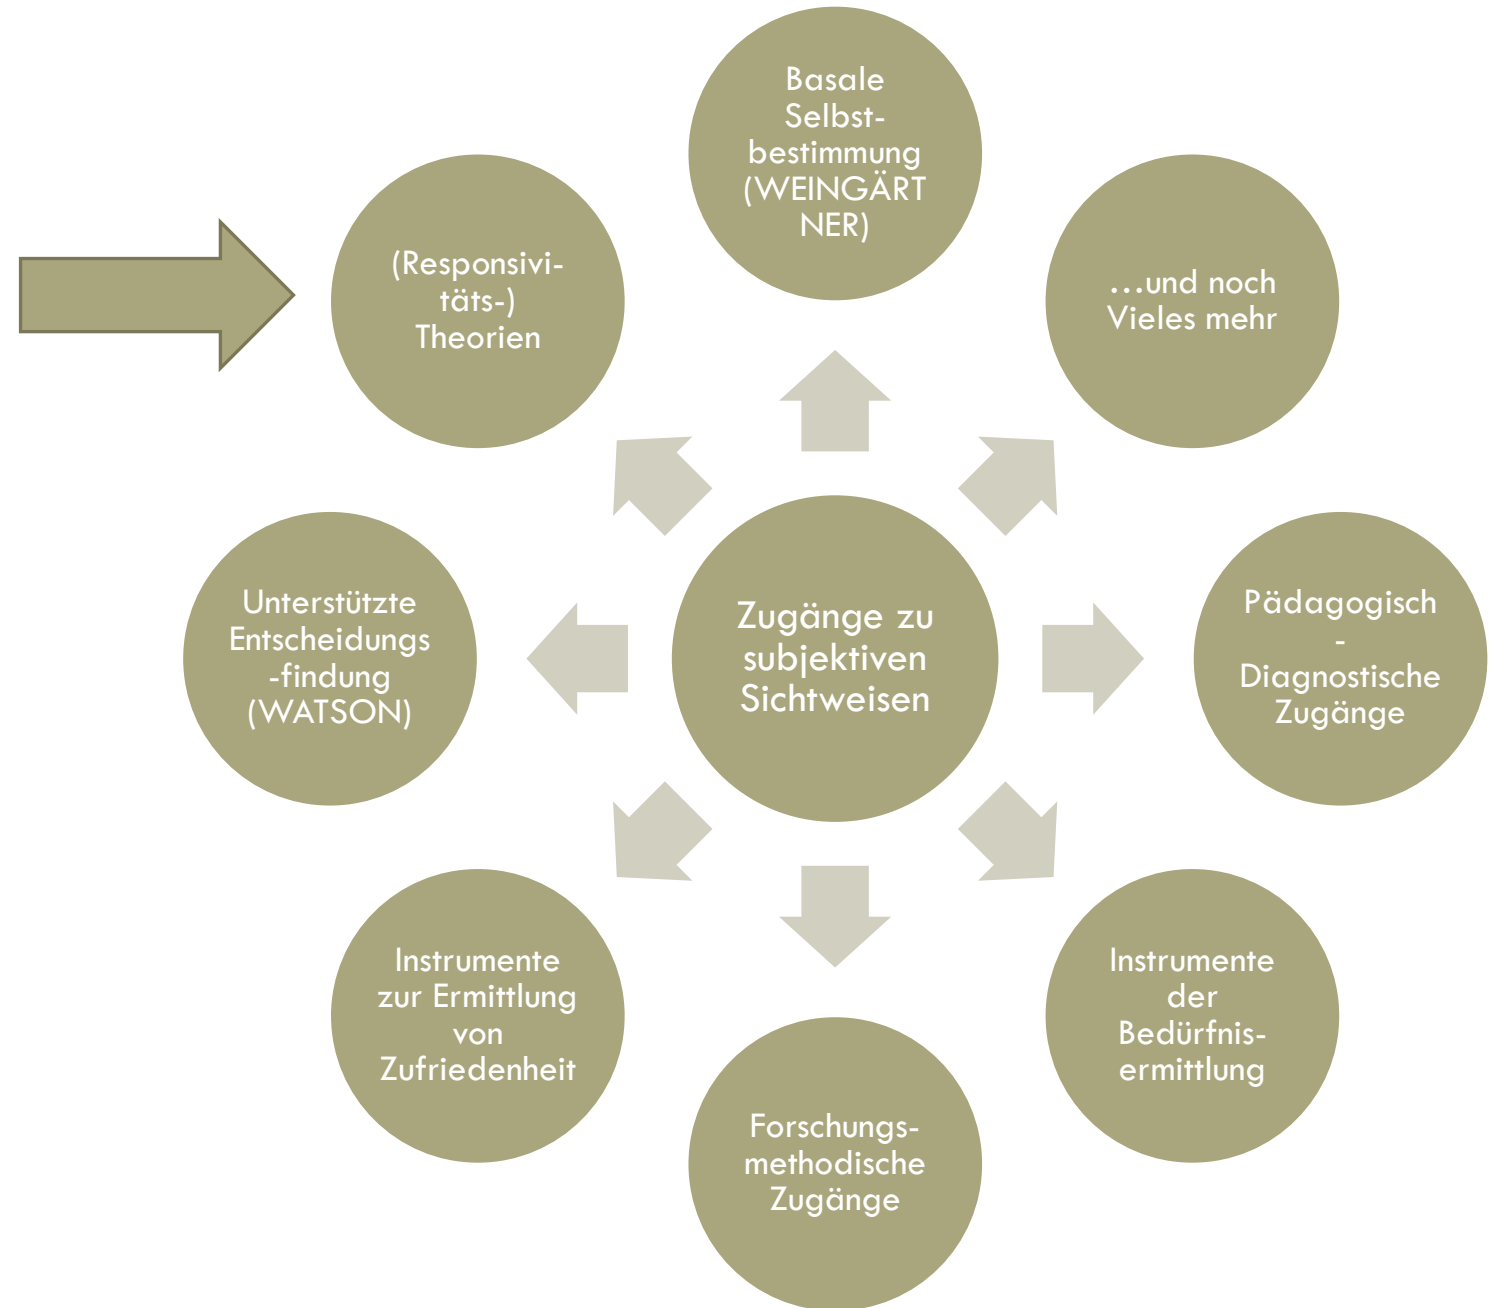 Basale
Selbst-
bestimmung
(WEINGÄRT
NER)
…und noch
Vieles mehr
Pädagogisch
-
Diagnostische
Zugänge
Instrumente
der
Bedürfnis-
ermittlung
Forschungs-
methodische
Zugänge
Instrumente
zur Ermittlung
von
Zufriedenheit
Unterstützte
Entscheidungs
-findung
(WATSON)
(Responsivi-
täts-)
Theorien
Zugänge zu
subjektiven
Sichtweisen